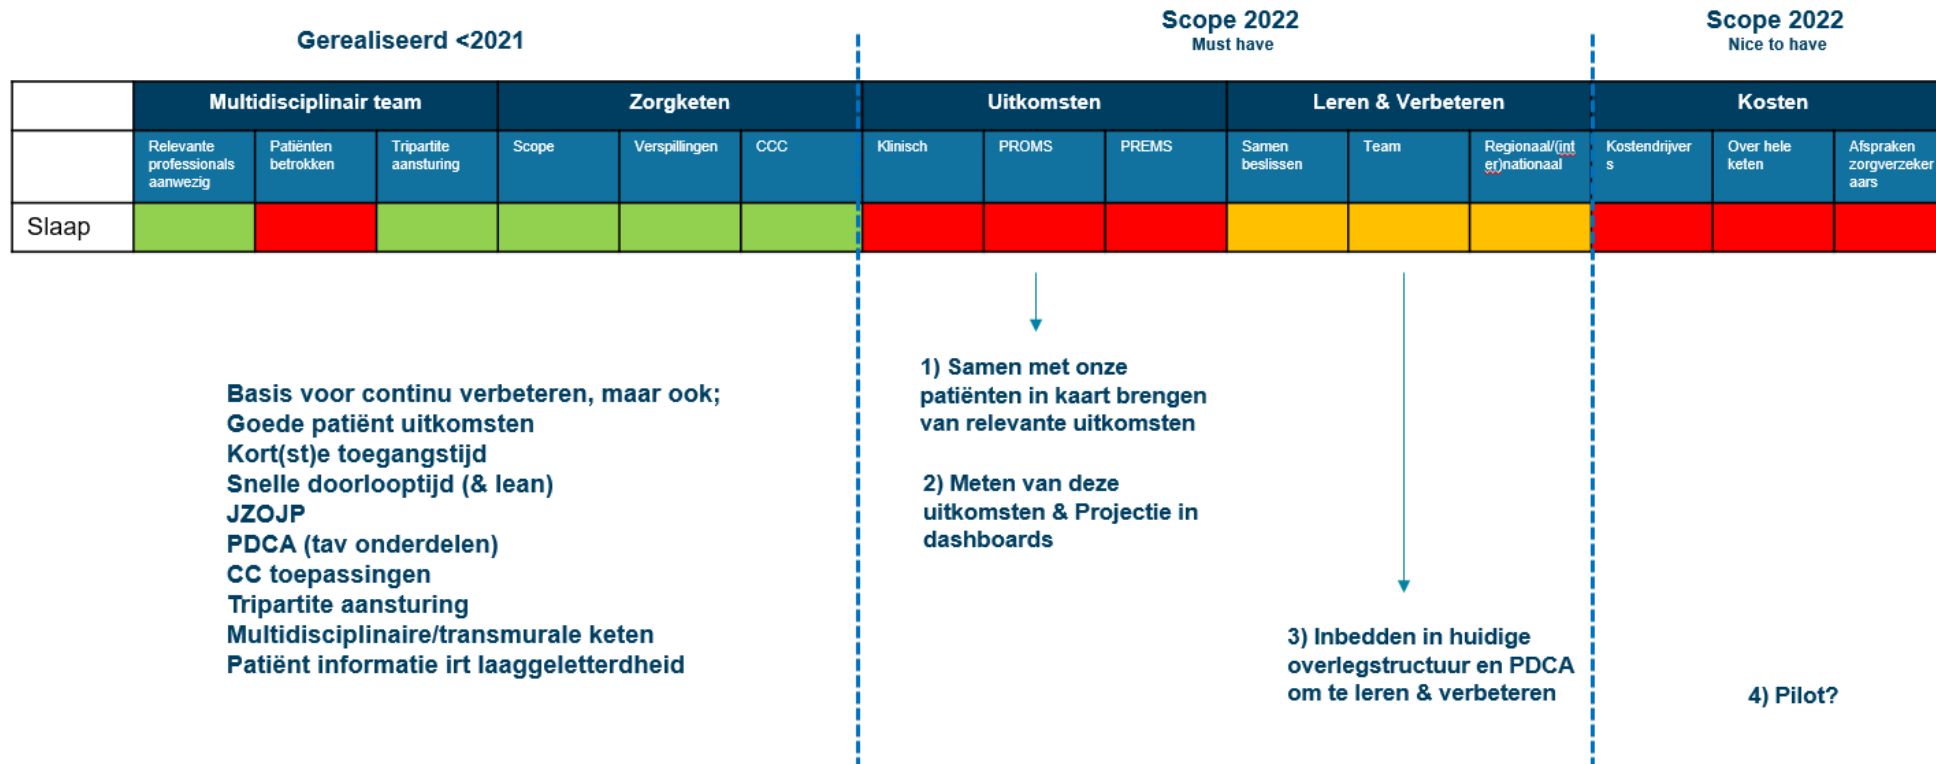 Gerealiseerd <2021
Scope 2022
Must have
Scope 2022
Nice to have
Multidisciplinair team
Zorgketen
Uitkomsten
Leren & Verbeteren
Kosten
Relevante
professionals
aanwezig
Patiënten
betrokken
Tripartite
aansturing
Scope
Verspillingen
CCC
Klinisch
PROMS
PREMS
Samen
beslissen
Team
Regionaal/(int
er)nationaal
Kostendrijver
s
Over hele
keten
Afspraken
zorgverzeker
aars
Slaap
Basis voor continu verbeteren, maar ook;
Goede patiënt uitkomsten
Kort(st)e toegangstijd
Snelle doorlooptijd (& lean)
JZOJP
PDCA (tav onderdelen)
CC toepassingen
Tripartite aansturing
Multidisciplinaire/transmurale keten
Patiënt informatie irt laaggeletterdheid
1) Samen met onze
patiënten in kaart brengen
van relevante uitkomsten
2) Meten van deze
uitkomsten & Projectie in
dashboards
3) Inbedden in huidige
overlegstructuur en PDCA
om te leren & verbeteren
4) Pilot?